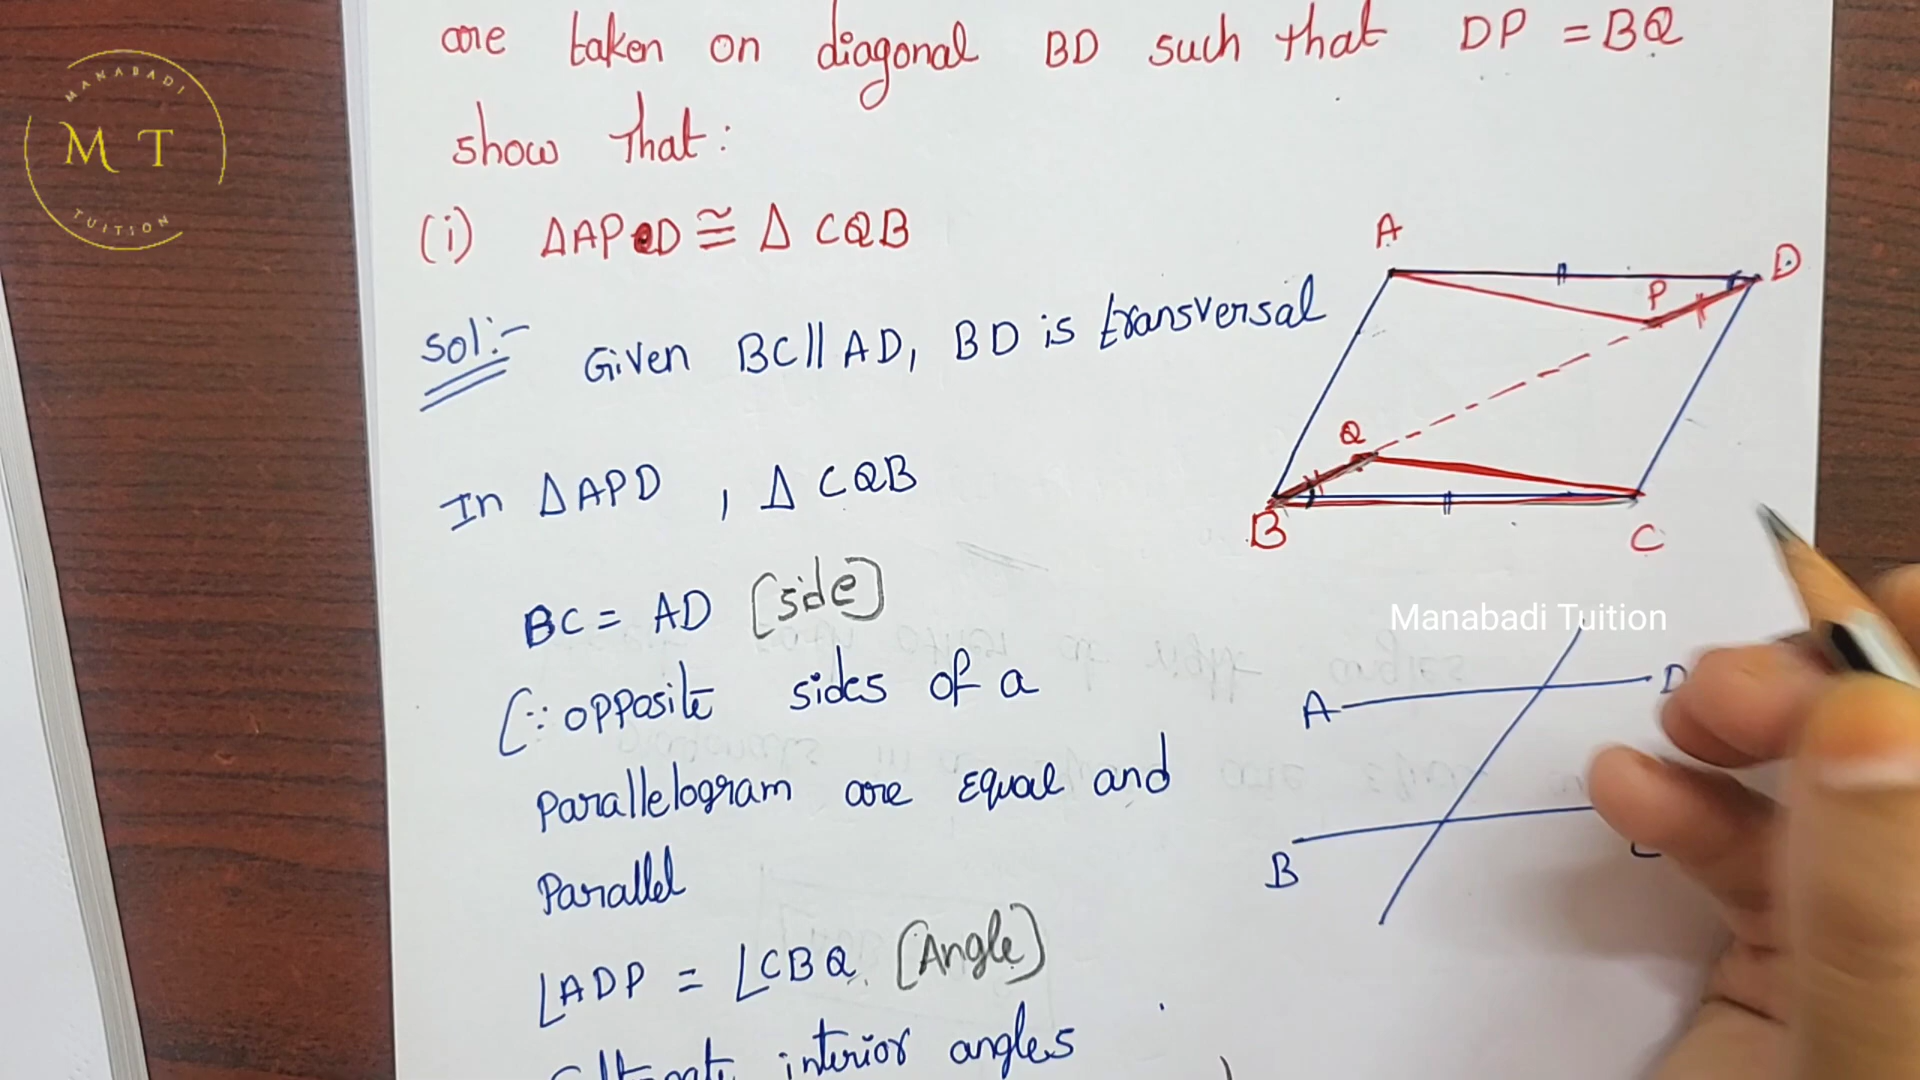 are taken on diagonal BD such that DP = BQ
show that:
(i) ΔAPD ≅ Δ CQB
Sol:-
Given BC || AD, BD is transversal
In ΔAPD , Δ CQB
BC = AD [side]
[∵ opposite sides of a
parallelogram are equal and
parallel
∠ADP = ∠CBQ [Angle]
interior angles
A
D
P
Q
B
C
Manabadi Tuition
A
D
B
MANABADI
M T
TUITION